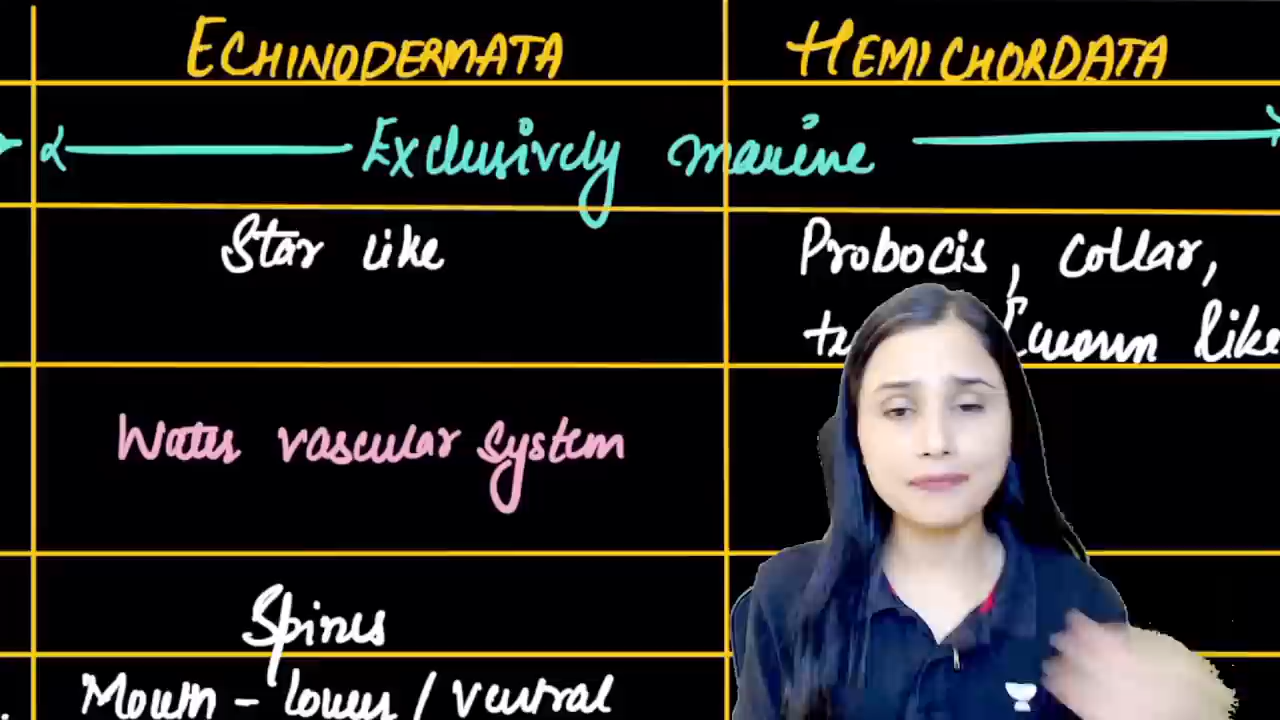 ECHINODERMATA
HEMICHORDATA
Exclusively marine
Star like
Probocis, collar,
worm like
Water vascular system
Spines
Mouth - lower / ventral